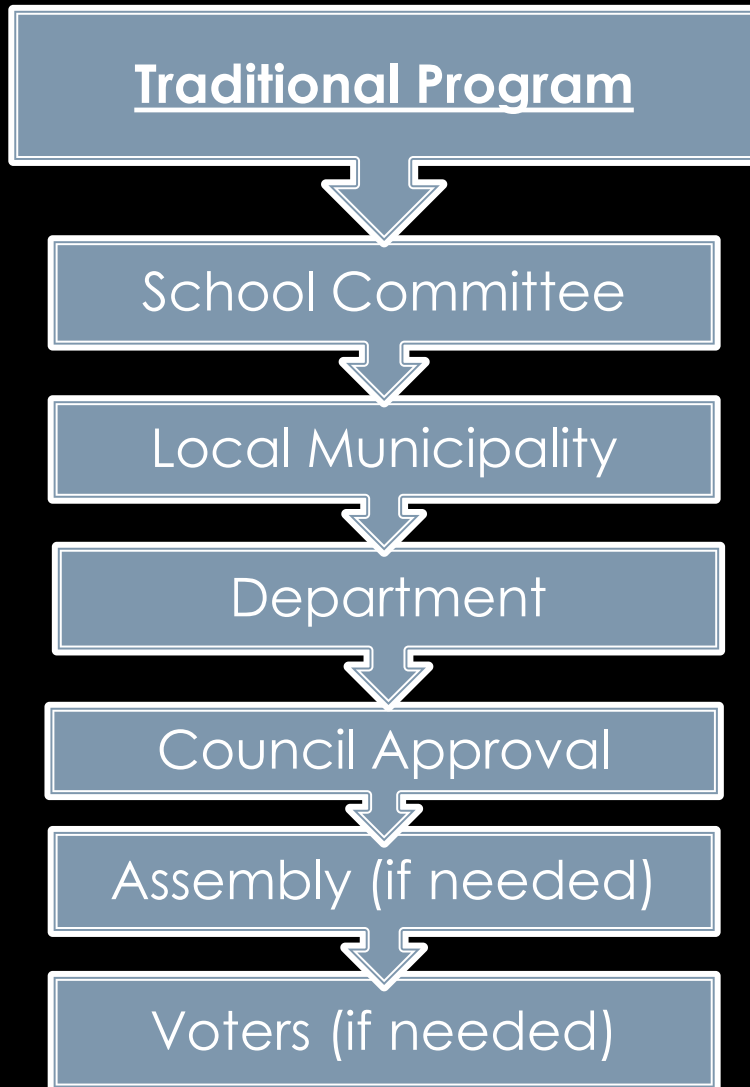 Traditional Program
School Committee
Local Municipality
Department
Council Approval
Assembly (if needed)
Voters (if needed)